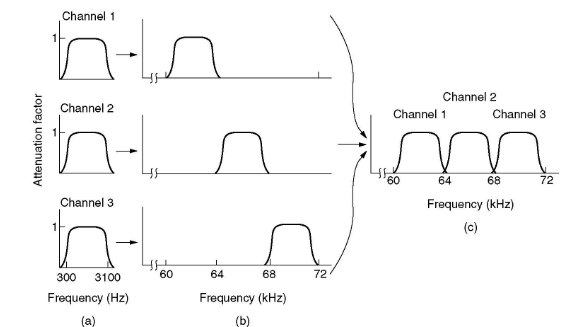 Channel 1
1
Channel 2
1
Channel 3
1
Attenuation factor
300 3100
Frequency (Hz)
(a)
60 64 68 72
Frequency (kHz)
(b)
Channel 2
Channel 1 Channel 3
60 64 68 72
Frequency (kHz)
(c)